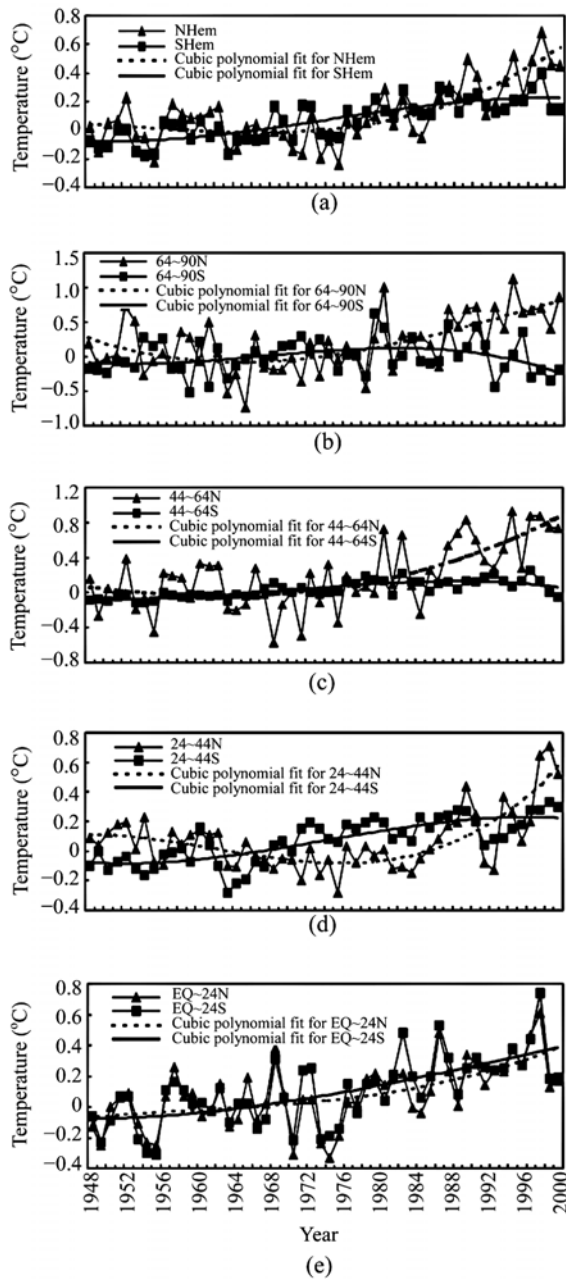 Temperature (°C)
0.8
0.6
0.4
0.2
0
−0.2
−0.4
NHem
SHem
Cubic polynomial fit for NHem
Cubic polynomial fit for SHem
(a)
Temperature (°C)
1.5
1.0
0.5
0
−0.5
−1.0
64~90N
64~90S
Cubic polynomial fit for 64~90N
Cubic polynomial fit for 64~90S
(b)
Temperature (°C)
1.2
0.8
0.4
0
−0.4
−0.8
44~64N
44~64S
Cubic polynomial fit for 44~64N
Cubic polynomial fit for 44~64S
(c)
Temperature (°C)
0.8
0.6
0.4
0.2
0
−0.2
−0.4
24~44N
24~44S
Cubic polynomial fit for 24~44N
Cubic polynomial fit for 24~44S
(d)
Temperature (°C)
0.8
0.6
0.4
0.2
0
−0.2
−0.4
EQ~24N
EQ~24S
Cubic polynomial fit for EQ~24N
Cubic polynomial fit for EQ~24S
1948
1952
1956
1960
1964
1968
1972
1976
1980
1984
1988
1992
1996
2000
Year
(e)